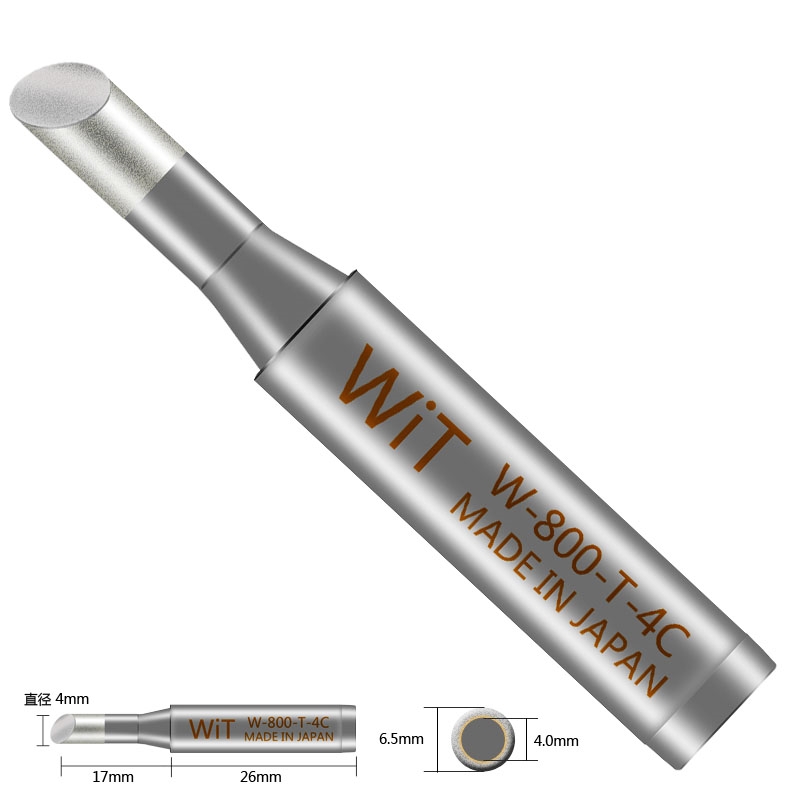 WiT
W-800-T-4C
MADE IN JAPAN
直径 4mm
WiT
W-800-T-4C
MADE IN JAPAN
17mm
26mm
6.5mm
4.0mm